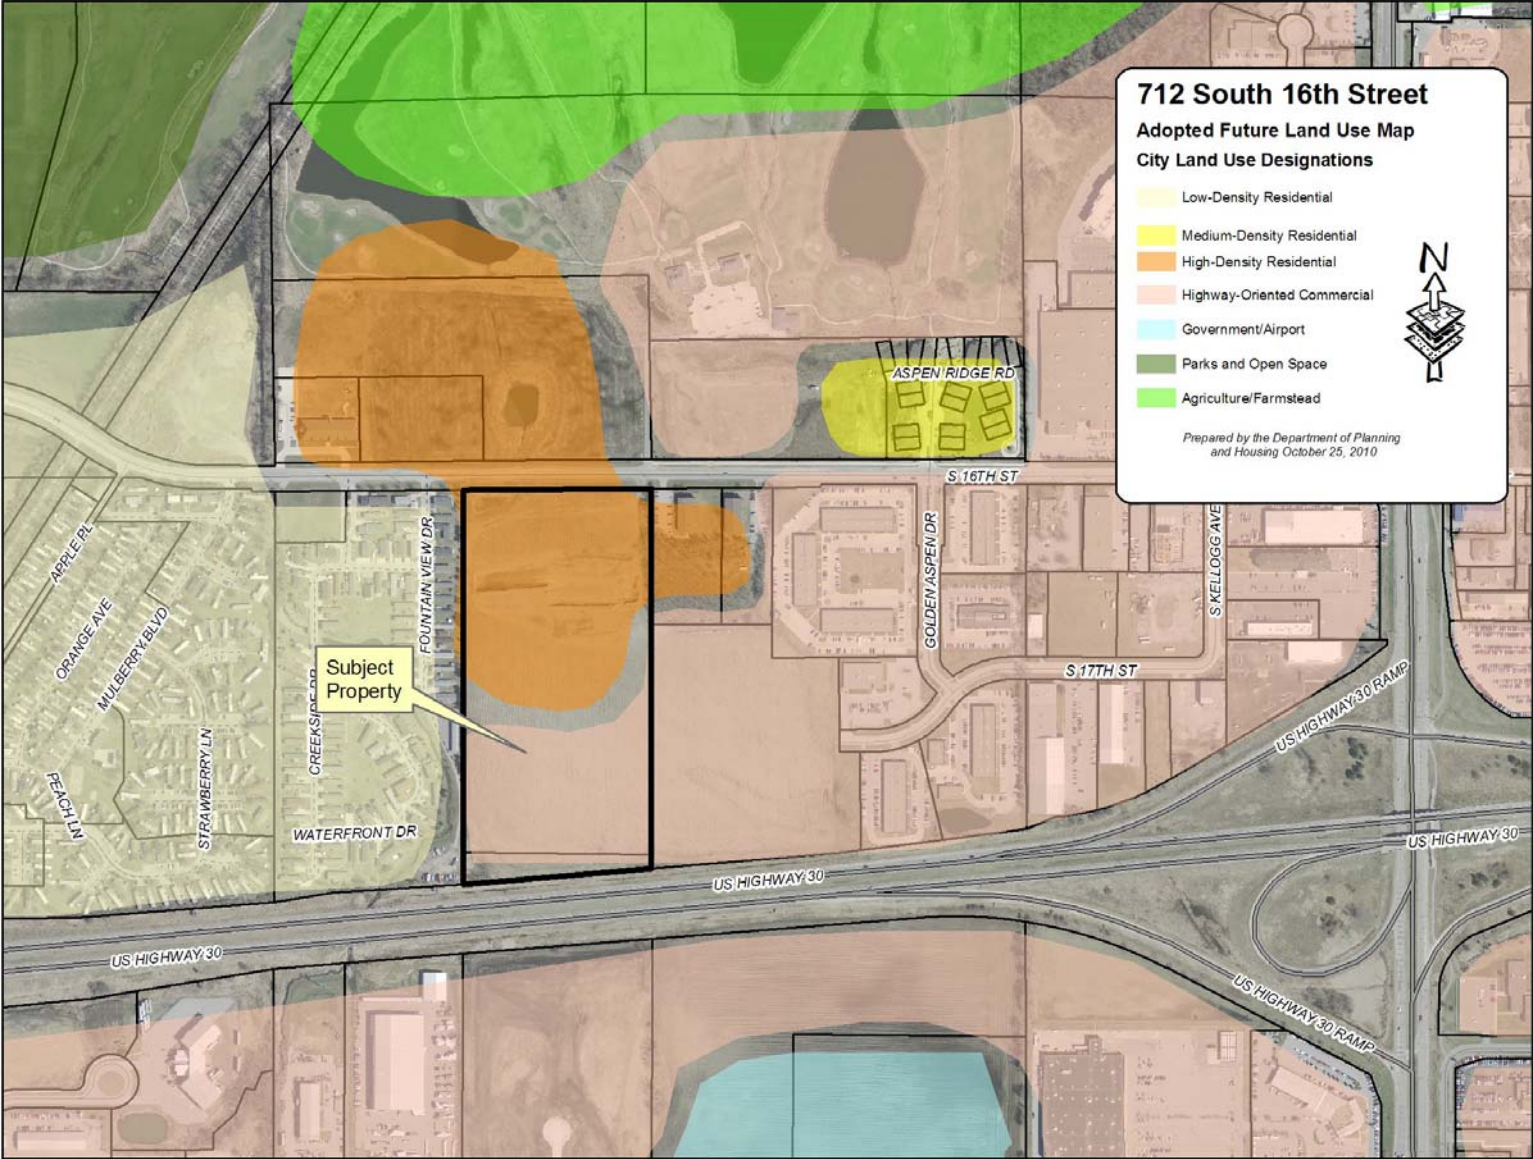 712 South 16th Street
Adopted Future Land Use Map
City Land Use Designations
Low-Density Residential
Medium-Density Residential
High-Density Residential
Highway-Oriented Commercial
Government/Airport
Parks and Open Space
Agriculture/Farmstead
N
Prepared by the Department of Planning
and Housing October 25, 2010
ASPEN RIDGE RD
S 16TH ST
APPLE PL
ORANGE AVE
MULBERRY BLVD
FOUNTAIN VIEW DR
GOLDEN ASPEN DR
S KELLOGG AVE
Subject
Property
S 17TH ST
US HIGHWAY 30 RAMP
PEACH LN
STRAWBERRY LN
CREEKSIDE DR
WATERFRONT DR
US HIGHWAY 30
US HIGHWAY 30
US HIGHWAY 30
US HIGHWAY 30 RAMP